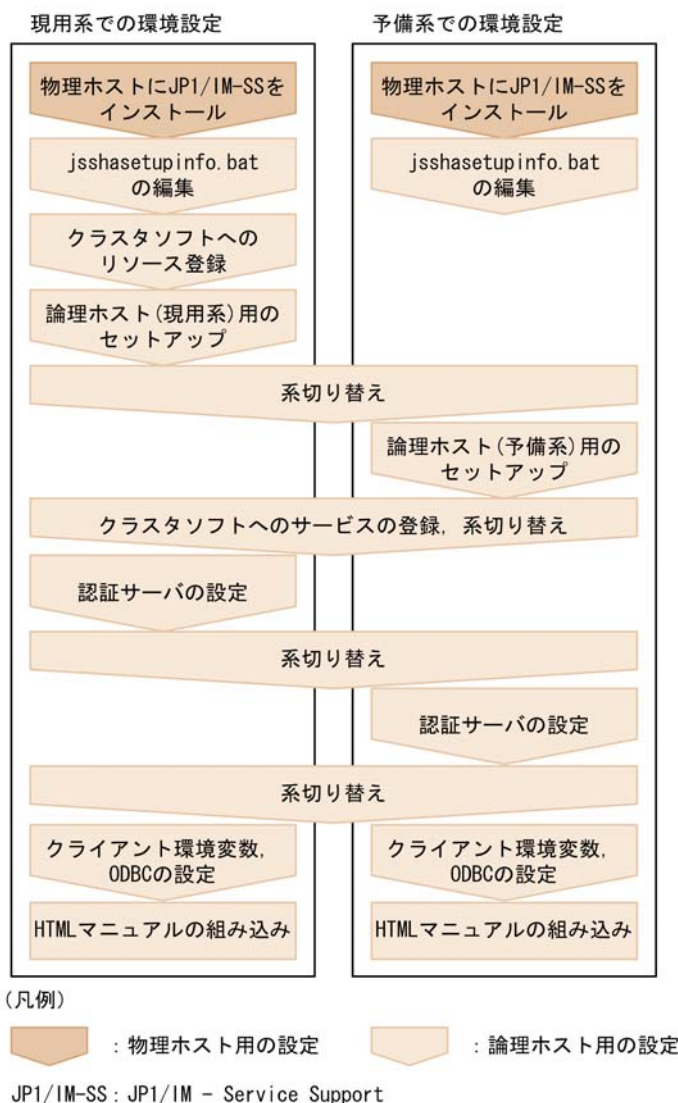 現用系での環境設定
予備系での環境設定
物理ホストにJP1/IM-SSを
インストール
物理ホストにJP1/IM-SSを
インストール
jsshasetupinfo.bat
の編集
jsshasetupinfo.bat
の編集
クラスタソフトへの
リソース登録
論理ホスト(現用系)用の
セットアップ
系切り替え
論理ホスト(予備系)用の
セットアップ
クラスタソフトへのサービスの登録，系切り替え
認証サーバの設定
系切り替え
認証サーバの設定
系切り替え
クライアント環境変数，
ODBCの設定
クライアント環境変数，
ODBCの設定
HTMLマニュアルの組み込み
HTMLマニュアルの組み込み
(凡例)
：物理ホスト用の設定
：論理ホスト用の設定
JP1/IM-SS：JP1/IM - Service Support